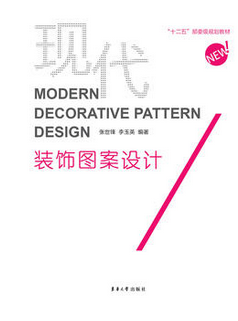 "十二五"部委级规划教材
NEW!
现代
MODERN
DECORATIVE PATTERN
DESIGN
张世锋 李玉英 编著
装饰图案设计
东华大学出版社